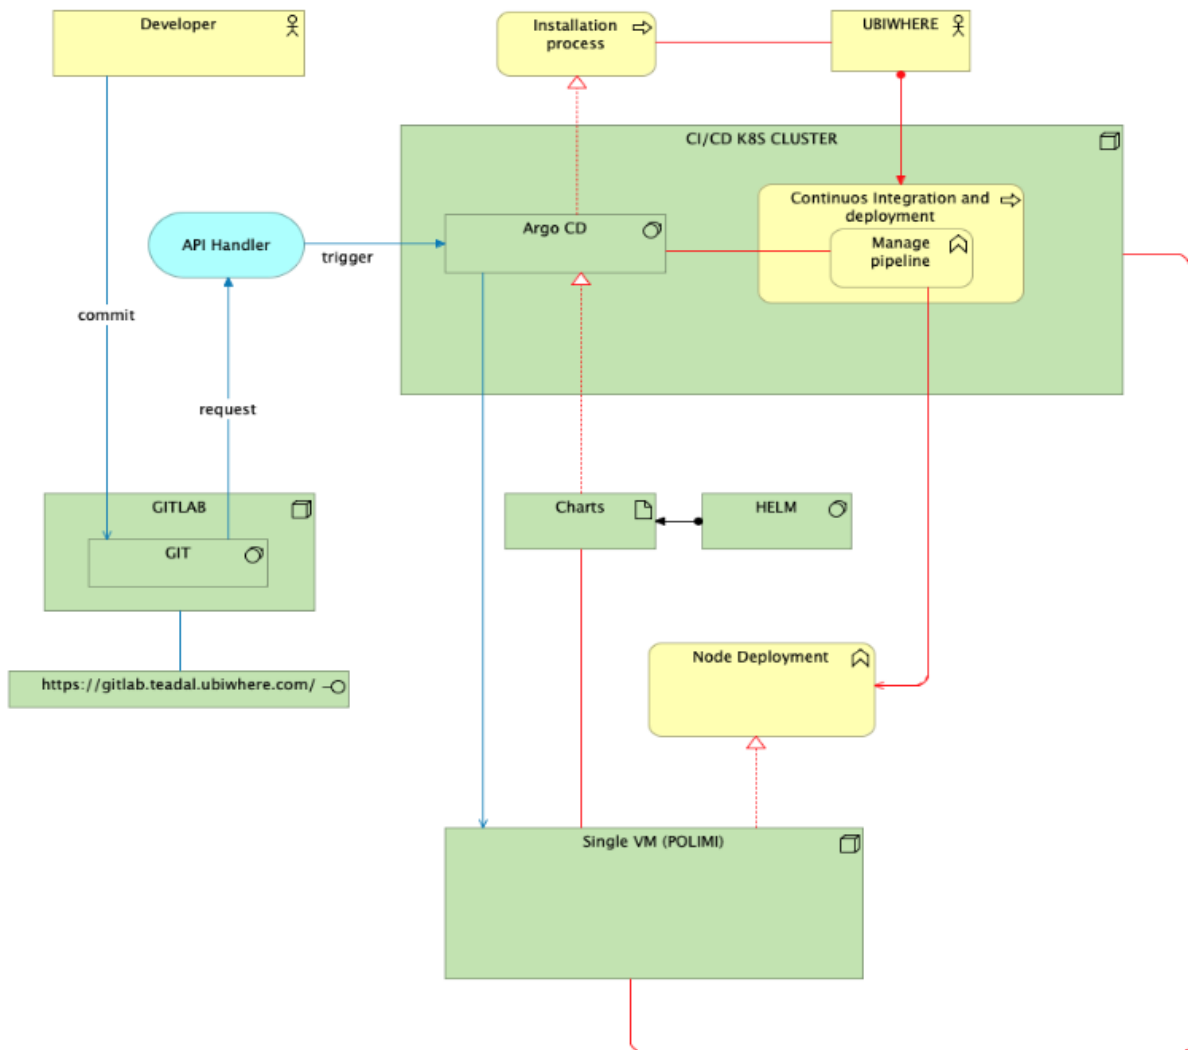 Developer
Installation
process
UBIWHERE
CI/CD K8S CLUSTER
Continuos Integration and
deployment
Manage
pipeline
Argo CD
API Handler
trigger
commit
request
GITLAB
GIT
Charts
HELM
https://gitlab.teadal.ubiwhere.com/
Node Deployment
Single VM (POLIMI)